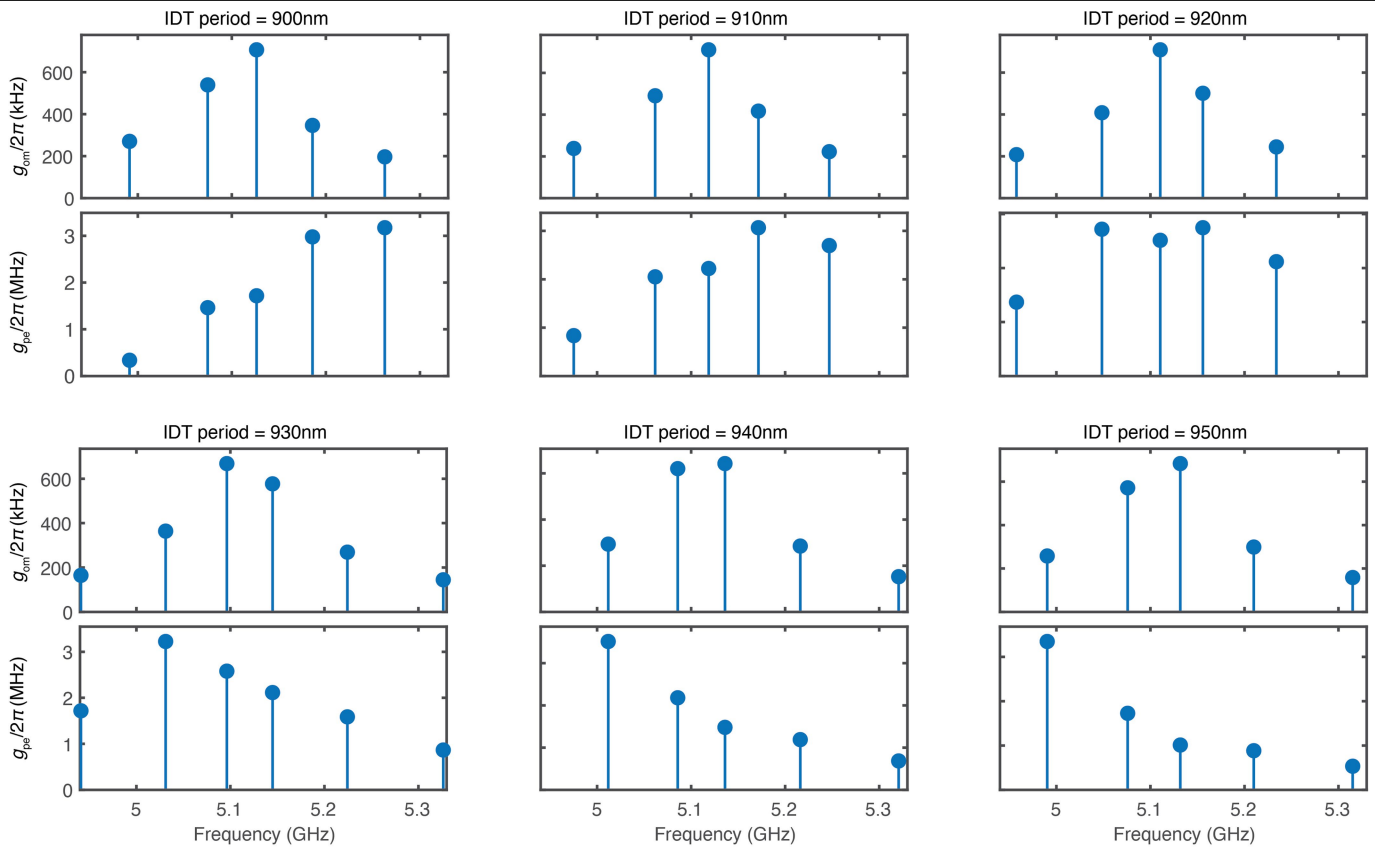 IDT period = 900nm
IDT period = 910nm
IDT period = 920nm
g_om/2π (kHz)
600
400
200
0
g_pe/2π (MHz)
3
2
1
0
IDT period = 930nm
IDT period = 940nm
IDT period = 950nm
g_om/2π (kHz)
600
400
200
0
g_pe/2π (MHz)
3
2
1
0
5 5.1 5.2 5.3
5 5.1 5.2 5.3
5 5.1 5.2 5.3
Frequency (GHz)
Frequency (GHz)
Frequency (GHz)